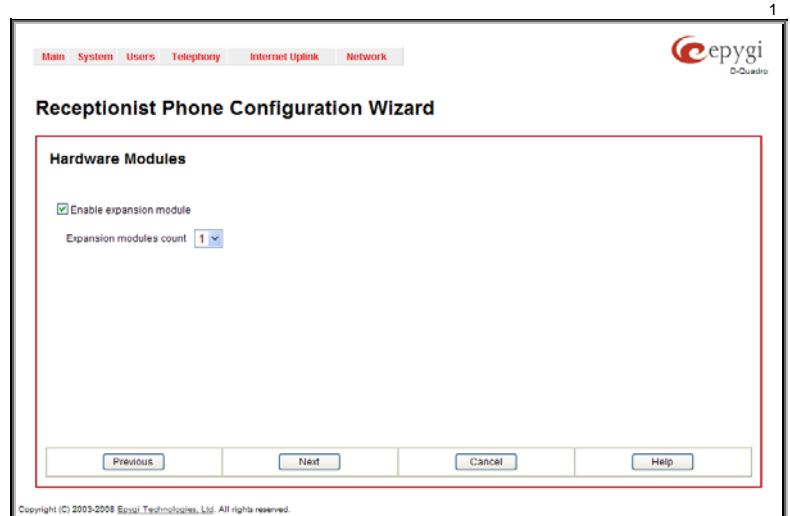 1
Main System Users Telephony Internet Uplink Network
epygi
D-Quadro
Receptionist Phone Configuration Wizard
Hardware Modules
Enable expansion module
Expansion modules count 1
Previous Next Cancel Help
Copyright (C) 2003-2008 Epygi Technologies, Ltd. All rights reserved.